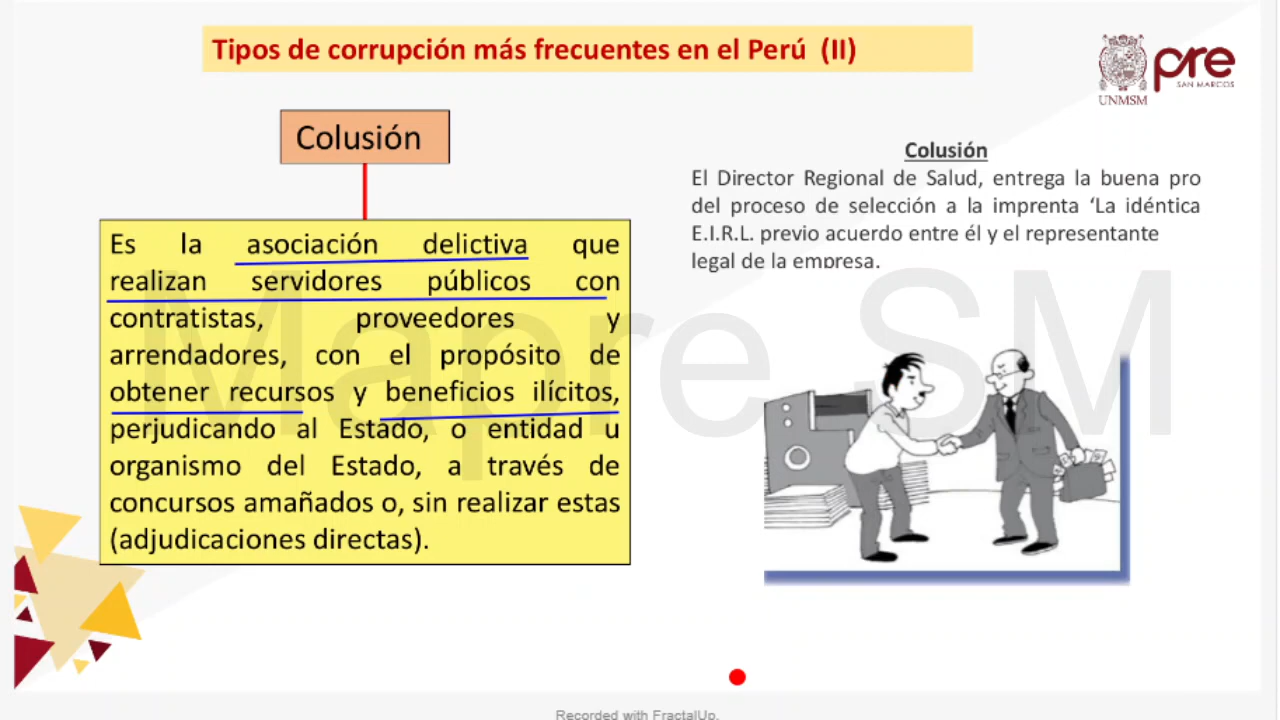 Tipos de corrupción más frecuentes en el Perú (II)
UNMSM
pre
SAN MARCOS
Colusión
Es la asociación delictiva que
realizan servidores públicos con
contratistas, proveedores y
arrendadores, con el propósito de
obtener recursos y beneficios ilícitos,
perjudicando al Estado, o entidad u
organismo del Estado, a través de
concursos amañados o, sin realizar estas
(adjudicaciones directas).
Colusión
El Director Regional de Salud, entrega la buena pro
del proceso de selección a la imprenta ‘La idéntica
E.I.R.L. previo acuerdo entre él y el representante
legal de la empresa.
Mapre SM
Recorded with FractalUp.